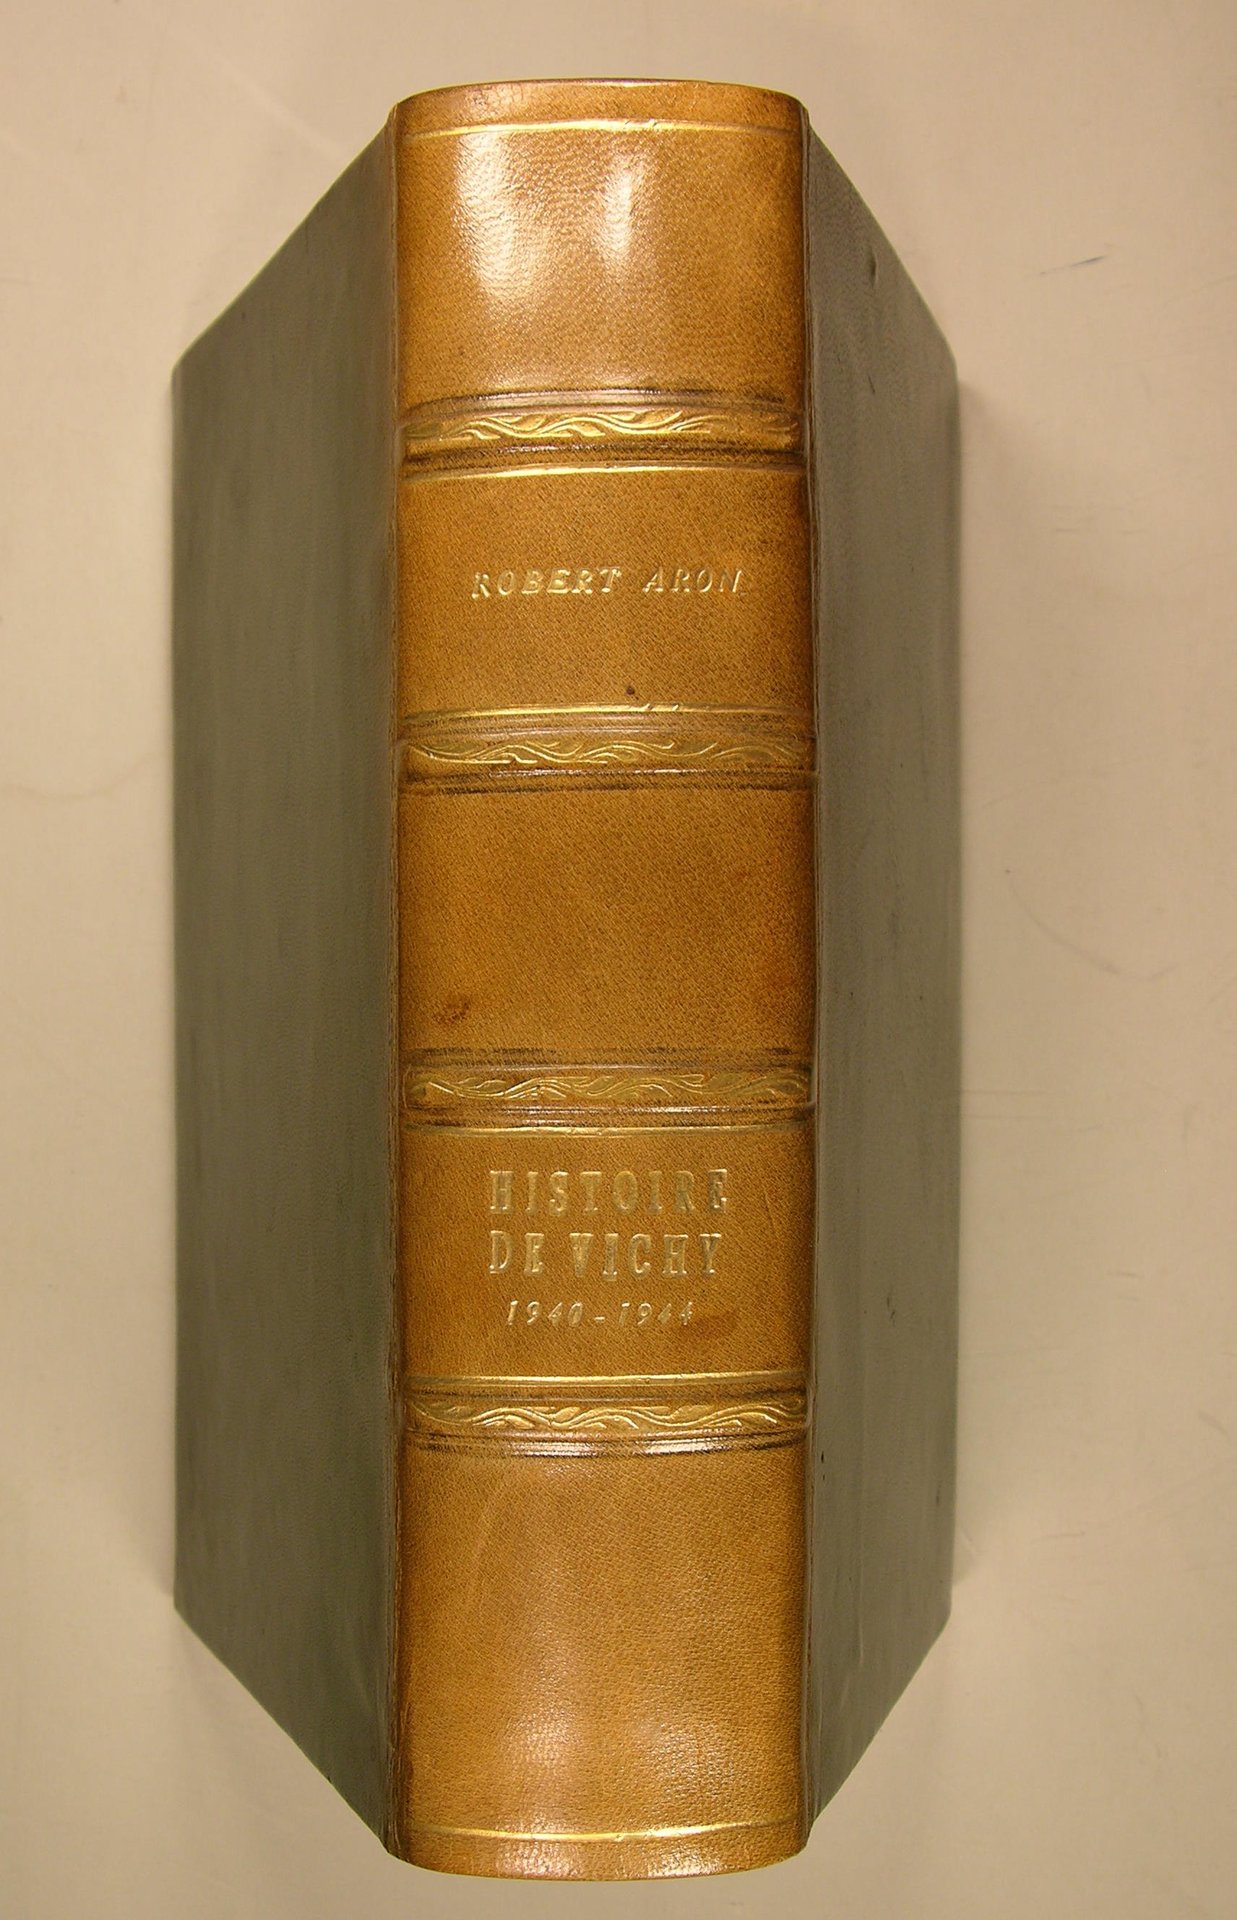 ROBERT ARON
HISTOIRE
DE VICHY
1940-1944